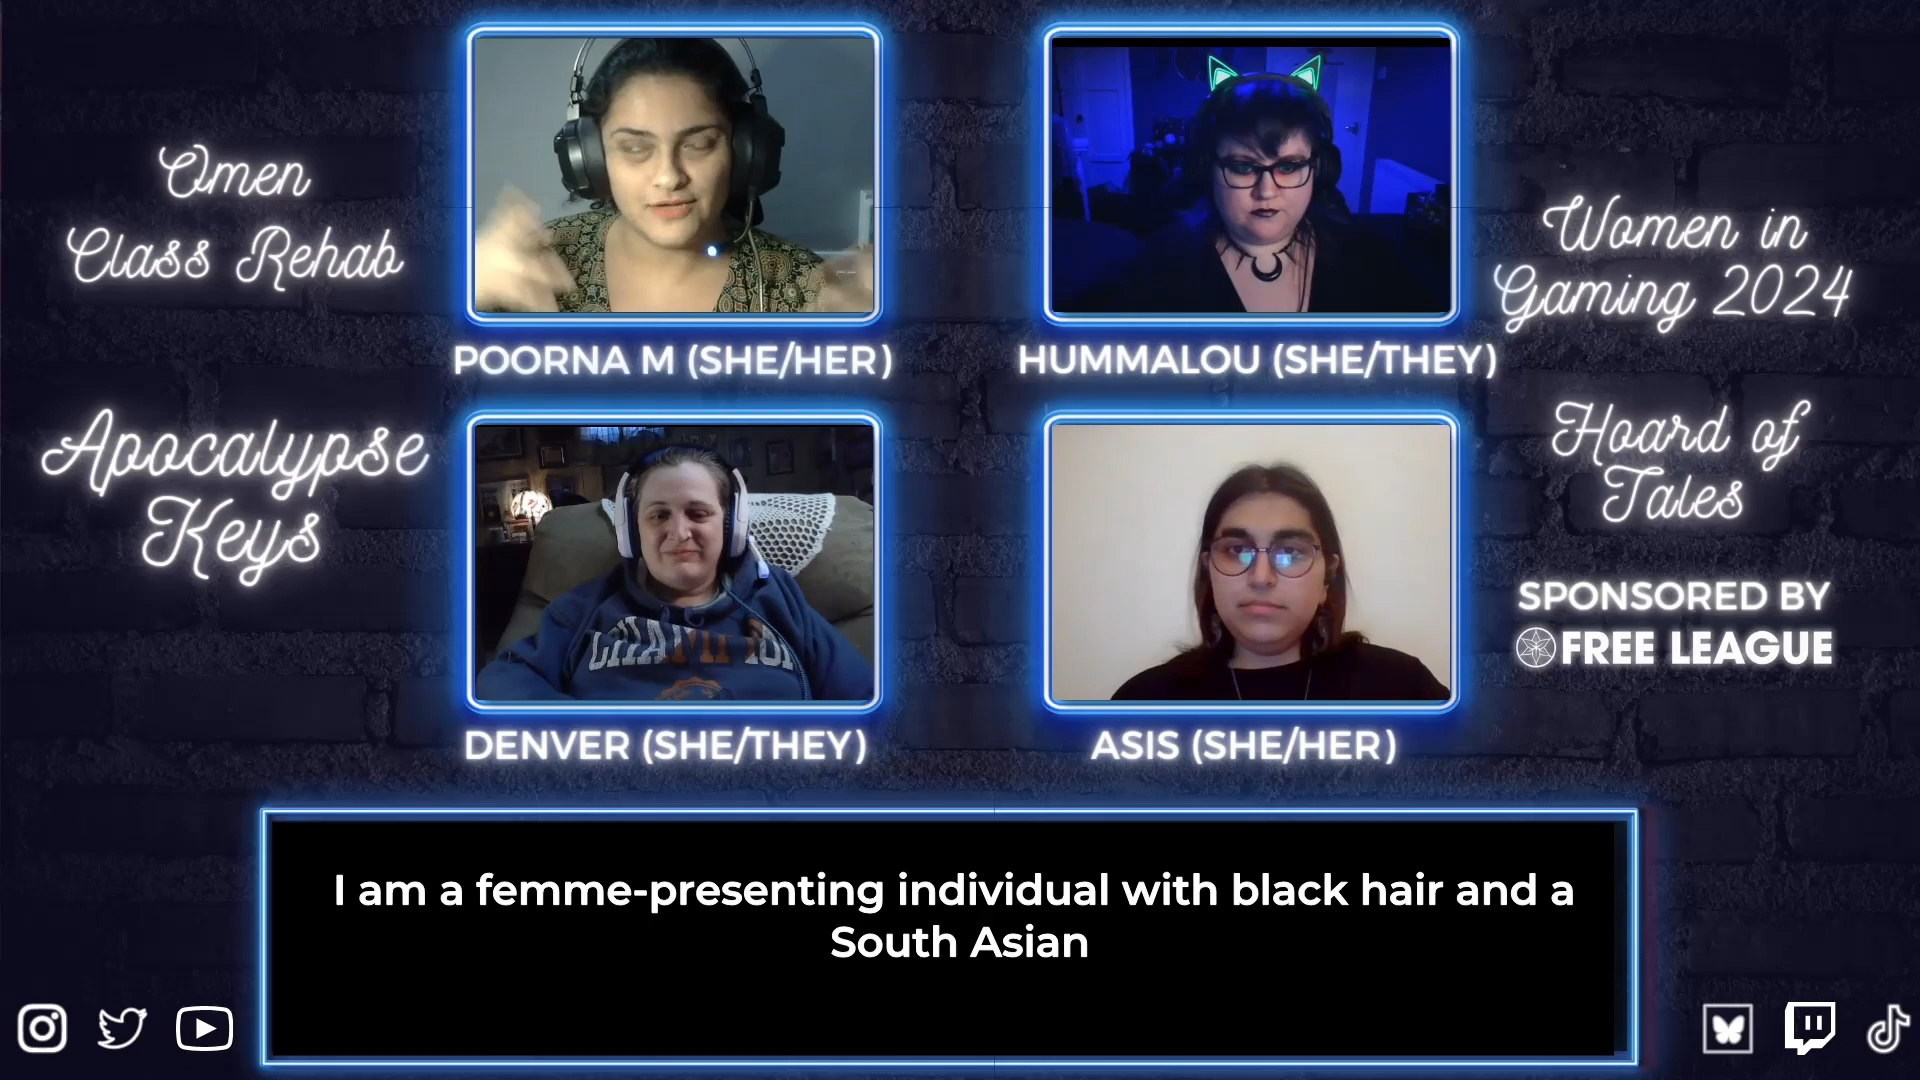 Omen
Class Rehab
Apocalypse
Keys
POORNA M (SHE/HER)
HUMMALOU (SHE/THEY)
CHAMPION
DENVER (SHE/THEY)
ASIS (SHE/HER)
Women in
Gaming 2024
Hoard of
Tales
SPONSORED BY
FREE LEAGUE
I am a femme-presenting individual with black hair and a
South Asian